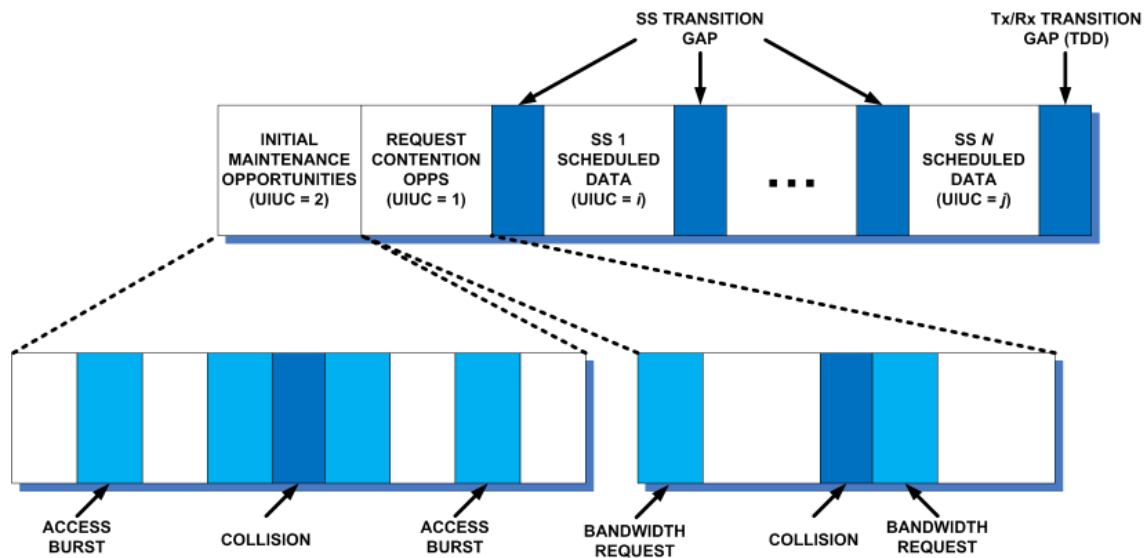 SS TRANSITION
GAP
Tx/Rx TRANSITION
GAP (TDD)
INITIAL
MAINTENANCE
OPPORTUNITIES
(UIUC = 2)
REQUEST
CONTENTION
OPPS
(UIUC = 1)
SS 1
SCHEDULED
DATA
(UIUC = i)
...
SS N
SCHEDULED
DATA
(UIUC = j)
ACCESS
BURST
COLLISION
ACCESS
BURST
BANDWIDTH
REQUEST
COLLISION
BANDWIDTH
REQUEST